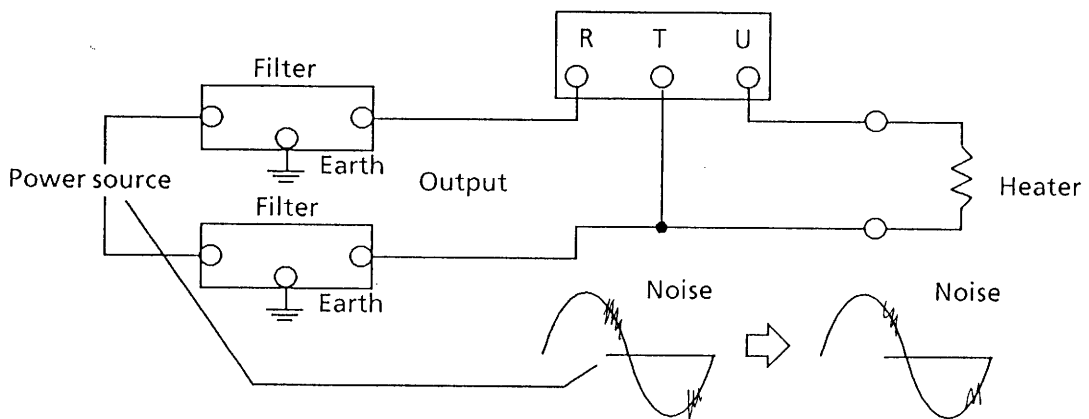 R T U
Filter
Earth
Power source
Output
Heater
Filter
Earth
Noise
Noise